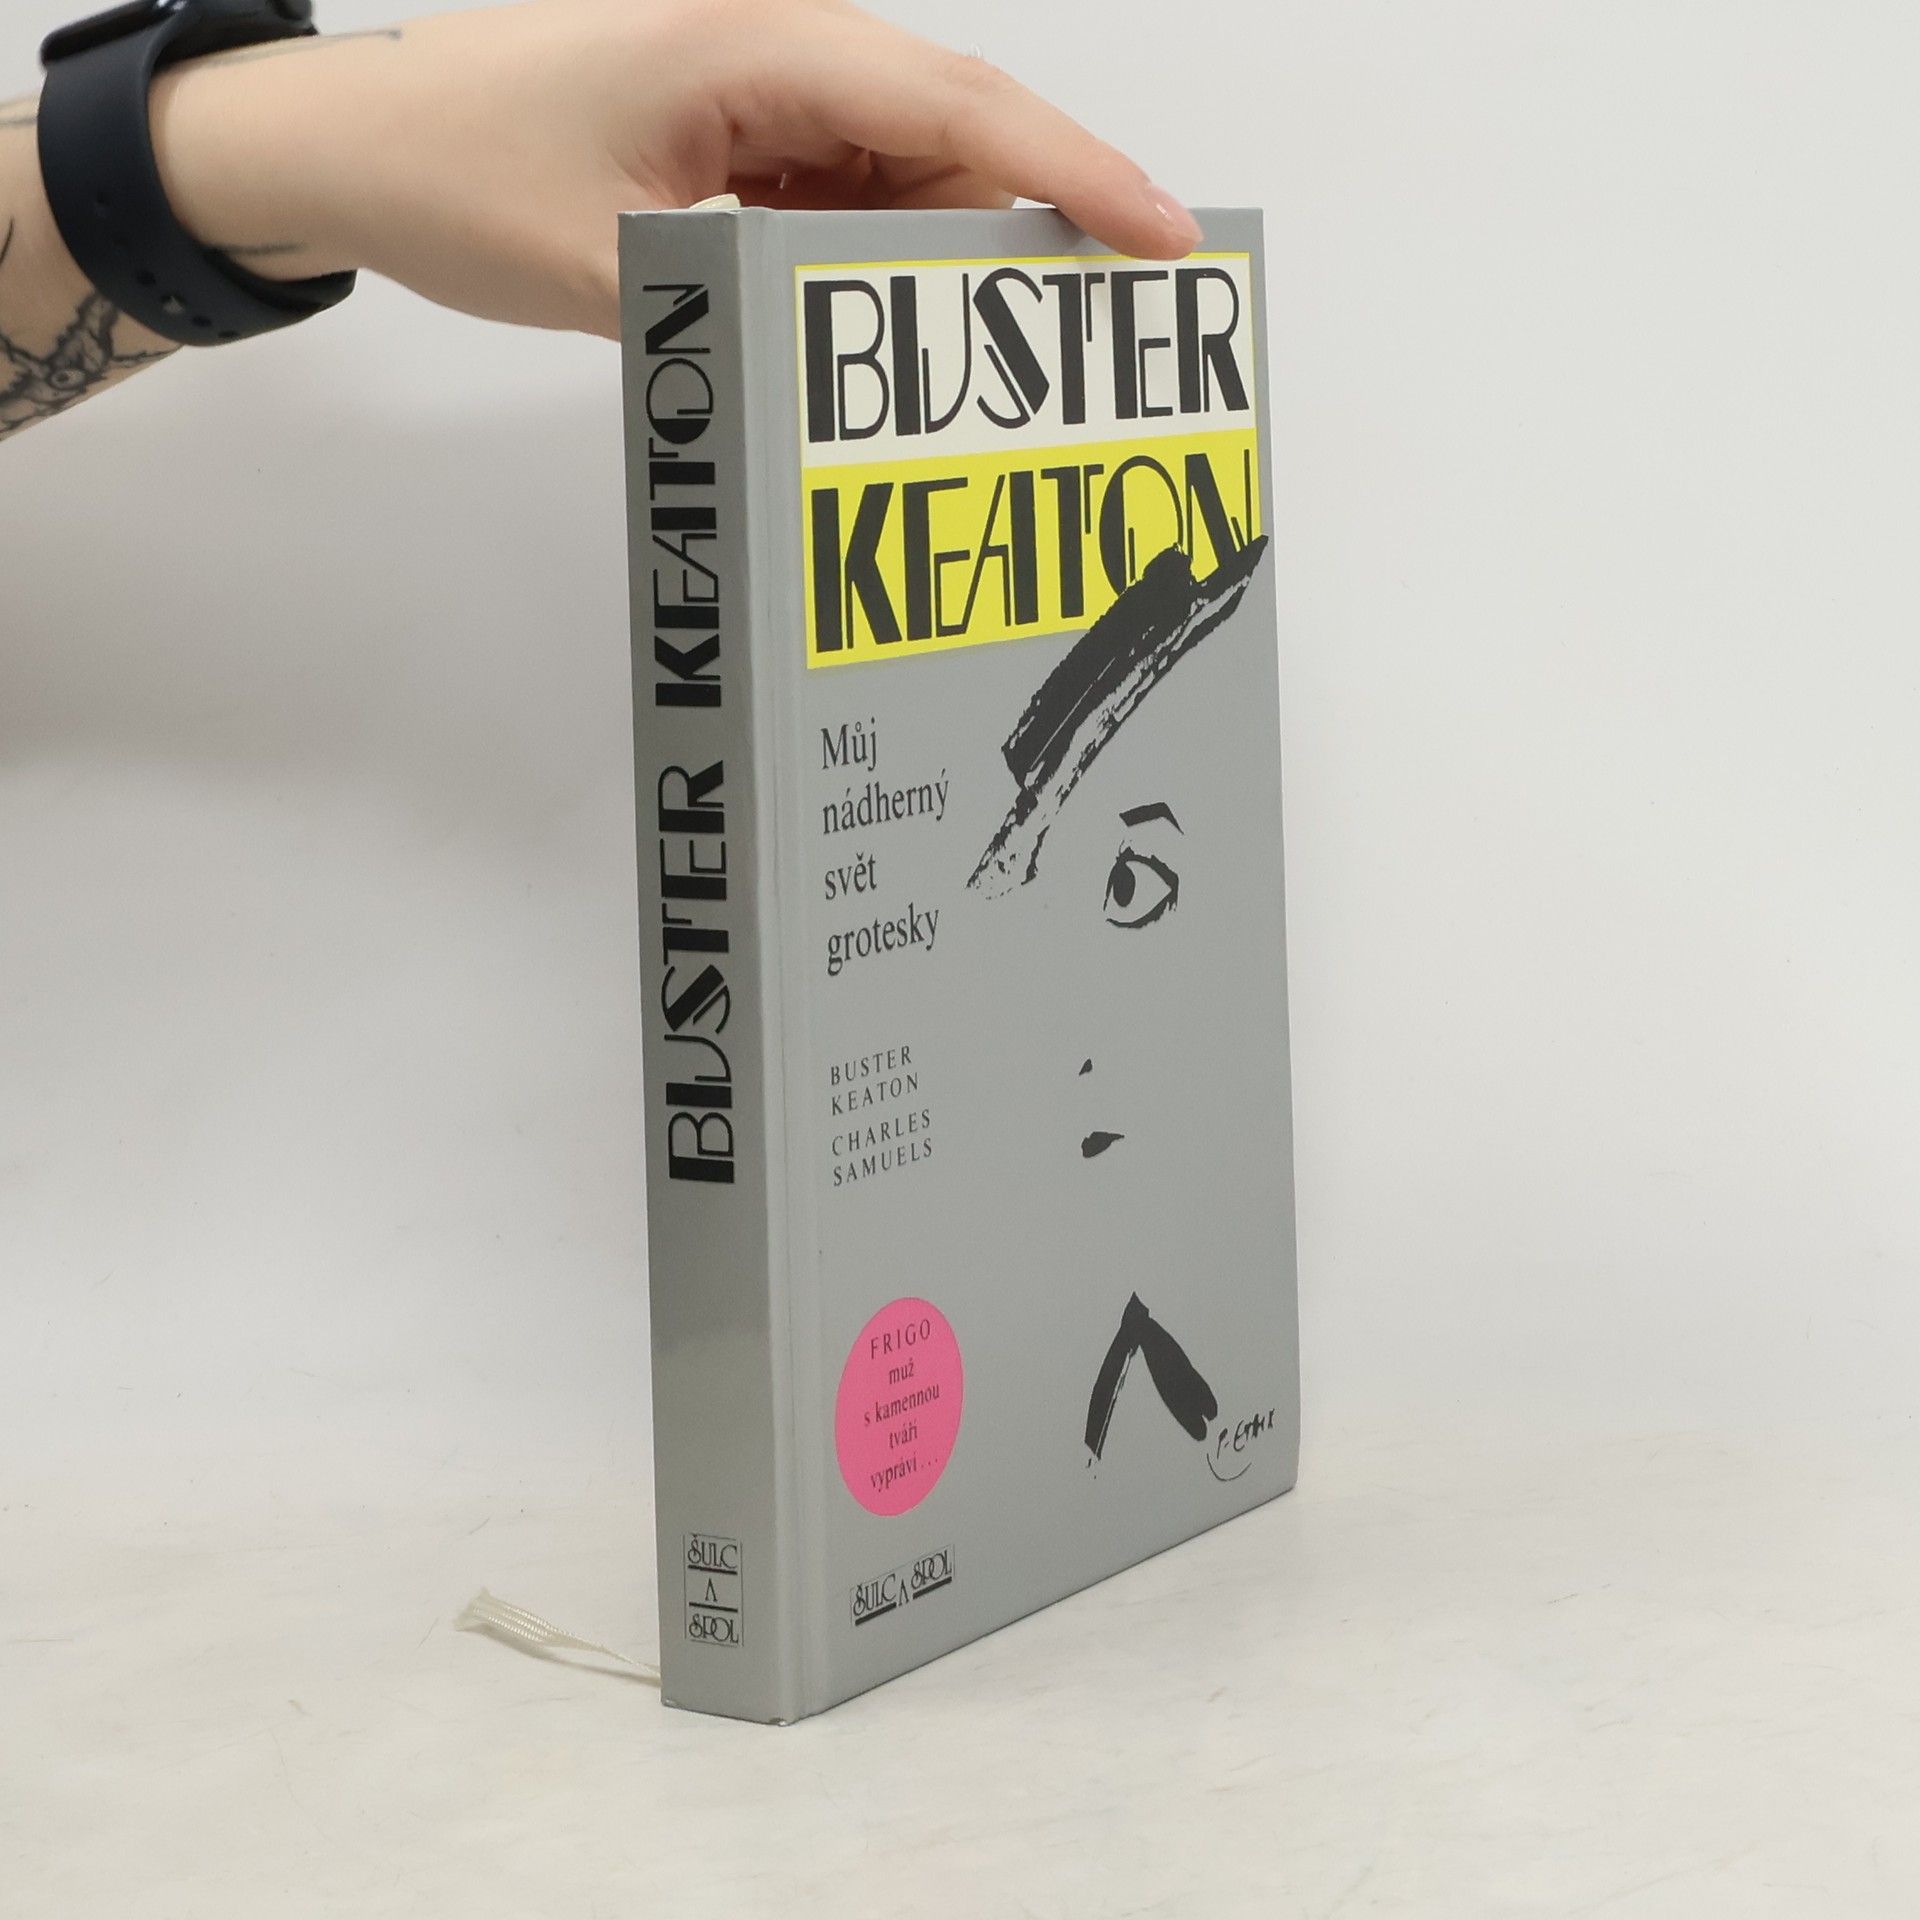 BUSTER KEATON
ŠULC
A
SPOL
BUSTER
KEATON
Můj
nádherný
svět
grotesky
BUSTER
KEATON
CHARLES
SAMUELS
FRIGO
muž
s kamennou
tváří
vypráví...
ŠULC A SPOL